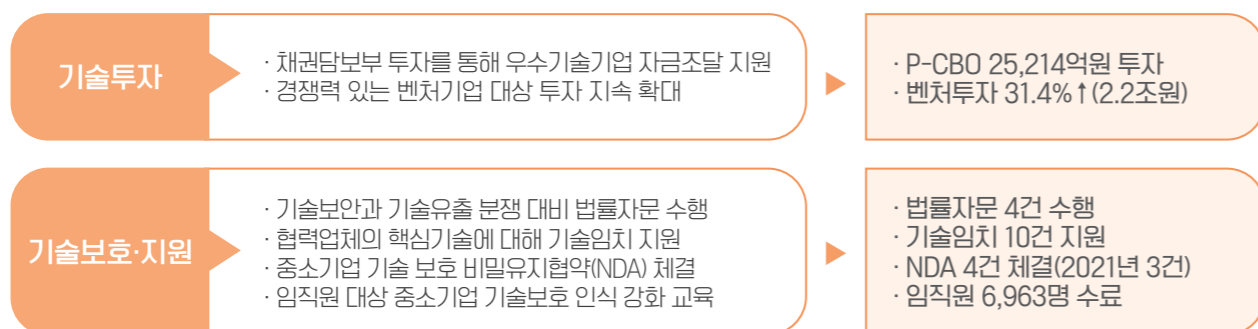 기술투자
· 채권담보부 투자를 통해 우수기술기업 자금조달 지원
· 경쟁력 있는 벤처기업 대상 투자 지속 확대
· P-CBO 25,214억원 투자
· 벤처투자 31.4%↑(2.2조원)
기술보호·지원
· 기술보안과 기술유출 분쟁 대비 법률자문 수행
· 협력업체의 핵심기술에 대해 기술임치 지원
· 중소기업 기술 보호 비밀유지협약(NDA) 체결
· 임직원 대상 중소기업 기술보호 인식 강화 교육
· 법률자문 4건 수행
· 기술임치 10건 지원
· NDA 4건 체결(2021년 3건)
· 임직원 6,963명 수료